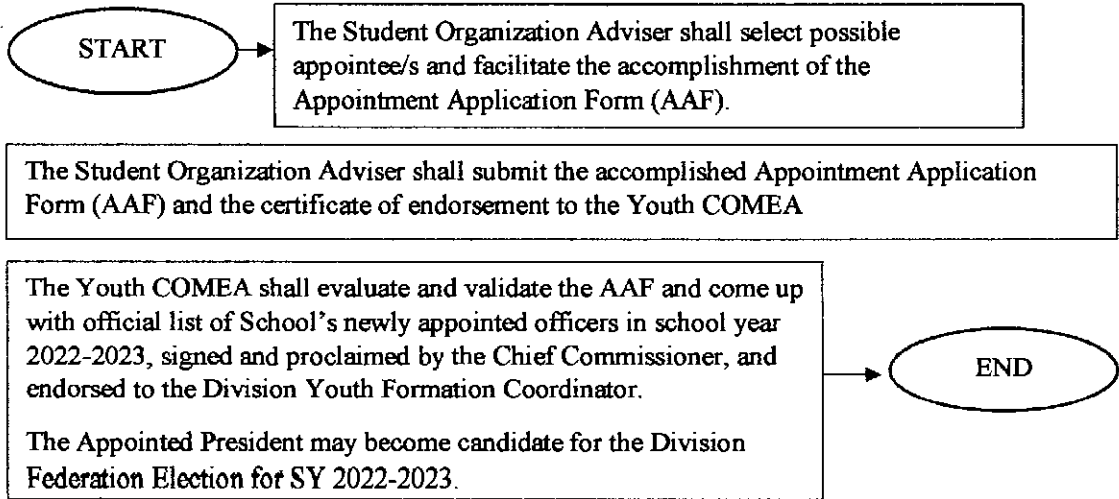 START
The Student Organization Adviser shall select possible
appointee/s and facilitate the accomplishment of the
Appointment Application Form (AAF).
The Student Organization Adviser shall submit the accomplished Appointment Application
Form (AAF) and the certificate of endorsement to the Youth COMEA
The Youth COMEA shall evaluate and validate the AAF and come up
with official list of School's newly appointed officers in school year
2022-2023, signed and proclaimed by the Chief Commissioner, and
endorsed to the Division Youth Formation Coordinator.
The Appointed President may become candidate for the Division
Federation Election for SY 2022-2023.
END